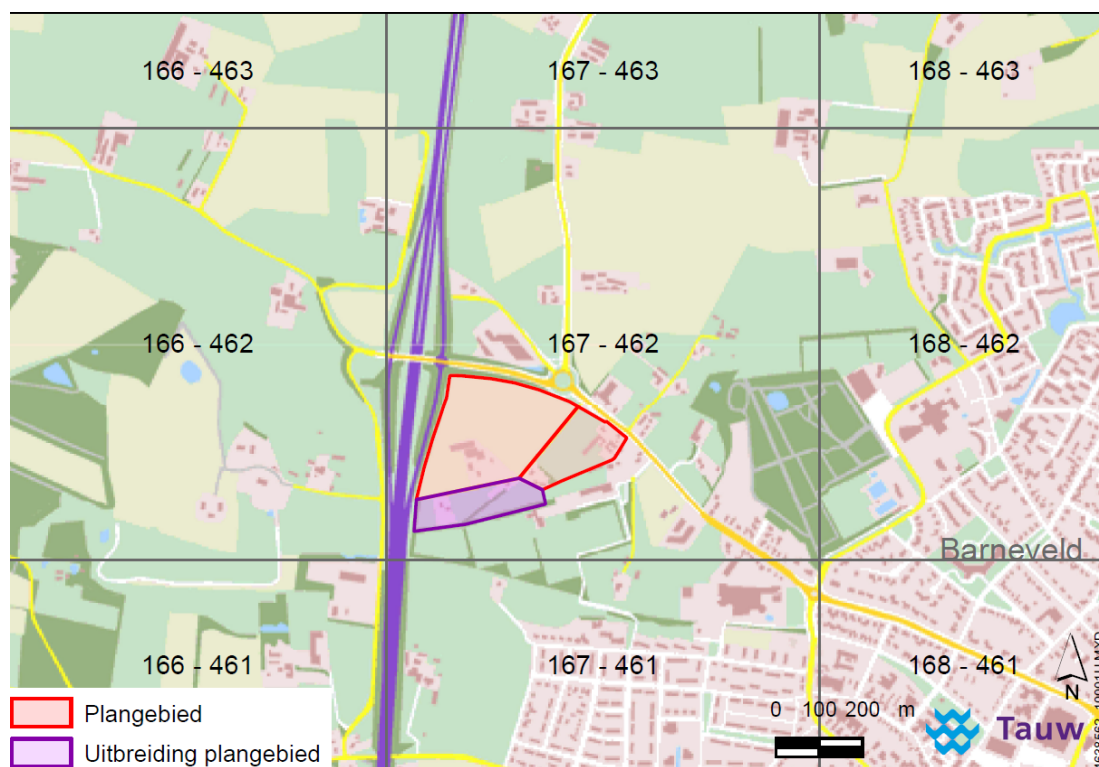 166 - 463
167 - 463
168 - 463
166 - 462
167 - 462
168 - 462
Barneveld
166 - 461
167 - 461
168 - 461
Plangebied
Uitbreiding plangebied
0 100 200 m
N
Tauw